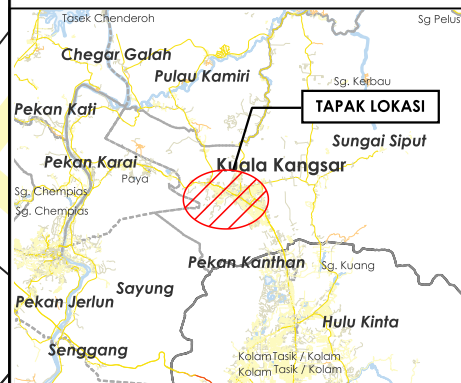 Tasek Chenderoh
Sg Pelus
Chegar Galah
Pulau Kamiri
Sg. Kerbau
Pekan Kati
TAPAK LOKASI
Sungai Siput
Pekan Karai
Kuala Kangsar
Paya
Sg. Chempias
Sg. Chempias
Pekan Kanthan
Sg. Kuang
Sayung
Pekan Jerlun
Hulu Kinta
Senggang
Kolam Tasik / Kolam
Kolam Tasik / Kolam